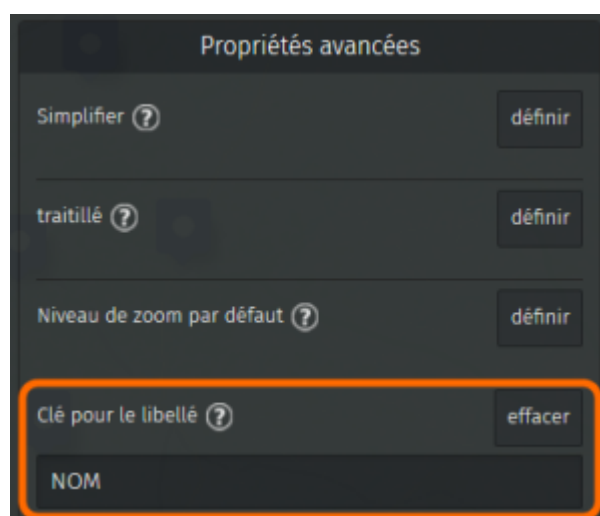 Propriétés avancées
Simplifier ?
définir
traitillé ?
définir
Niveau de zoom par défaut ?
définir
Clé pour le libellé ?
effacer
NOM